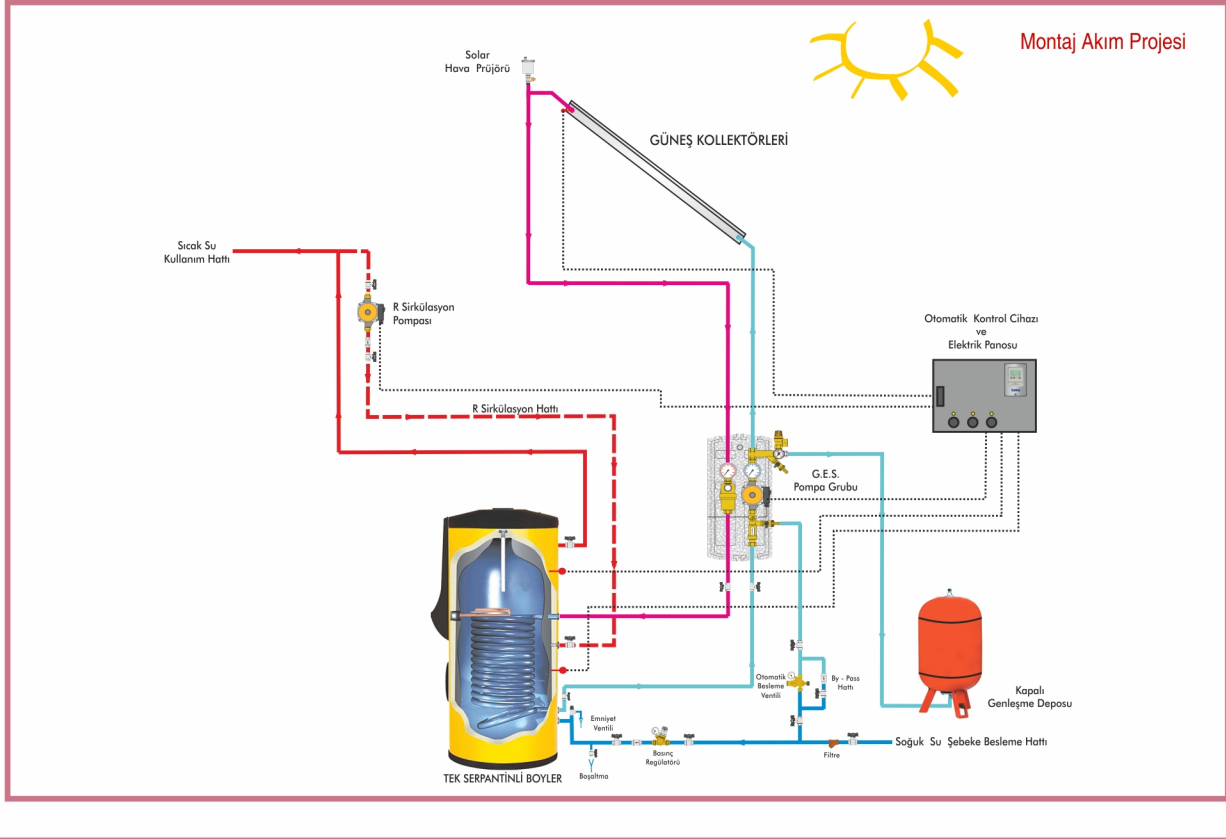 Montaj Akım Projesi
Solar
Hava Prüjörü
GÜNEŞ KOLLEKTÖRLERİ
Sıcak Su
Kullanım Hattı
R Sirkülasyon
Pompası
Otomatik Kontrol Cihazı
ve
Elektrik Panosu
R Sirkülasyon Hattı
G.E.S.
Pompa Grubu
Otomatik
Besleme
Ventili
By - Pass
Hattı
Kapalı
Genleşme Deposu
Emniyet
Ventili
Soğuk Su Şebeke Besleme Hattı
Filtre
Basınç
Regülatörü
Boşaltma
TEK SERPANTİNLİ BOYLER